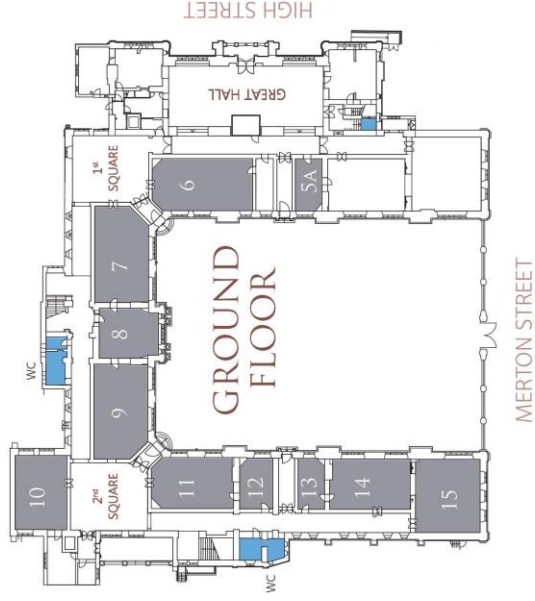 HIGH STREET
GREAT HALL
1st
SQUARE
6
5A
7
8
9
WC
GROUND
FLOOR
MERTON STREET
10
2nd
SQUARE
11
12
13
14
15
WC